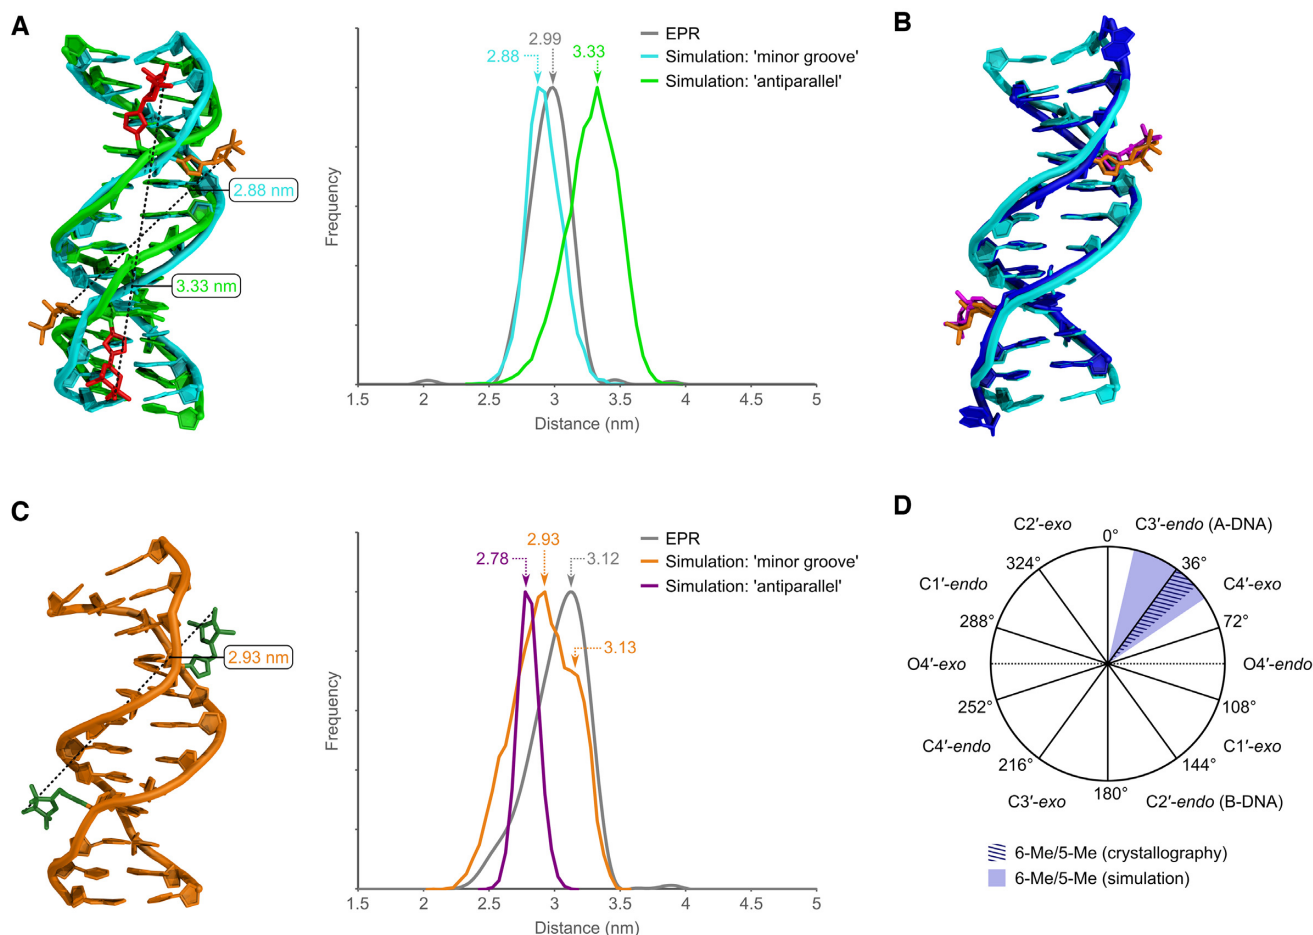 A
2.88 nm
3.33 nm
2.88
2.99
3.33
EPR
Simulation: 'minor groove'
Simulation: 'antiparallel'
Frequency
1.5
2
2.5
3
3.5
4
4.5
5
Distance (nm)
B
C
2.93 nm
2.78
2.93
3.12
3.13
EPR
Simulation: 'minor groove'
Simulation: 'antiparallel'
Frequency
1.5
2
2.5
3
3.5
4
4.5
5
Distance (nm)
D
C2′-exo
0°
C3′-endo (A-DNA)
324°
36°
C1′-endo
C4′-exo
288°
72°
O4′-exo
O4′-endo
252°
108°
C4′-endo
C1′-exo
216°
144°
C3′-exo
180°
C2′-endo (B-DNA)
6-Me/5-Me (crystallography)
6-Me/5-Me (simulation)